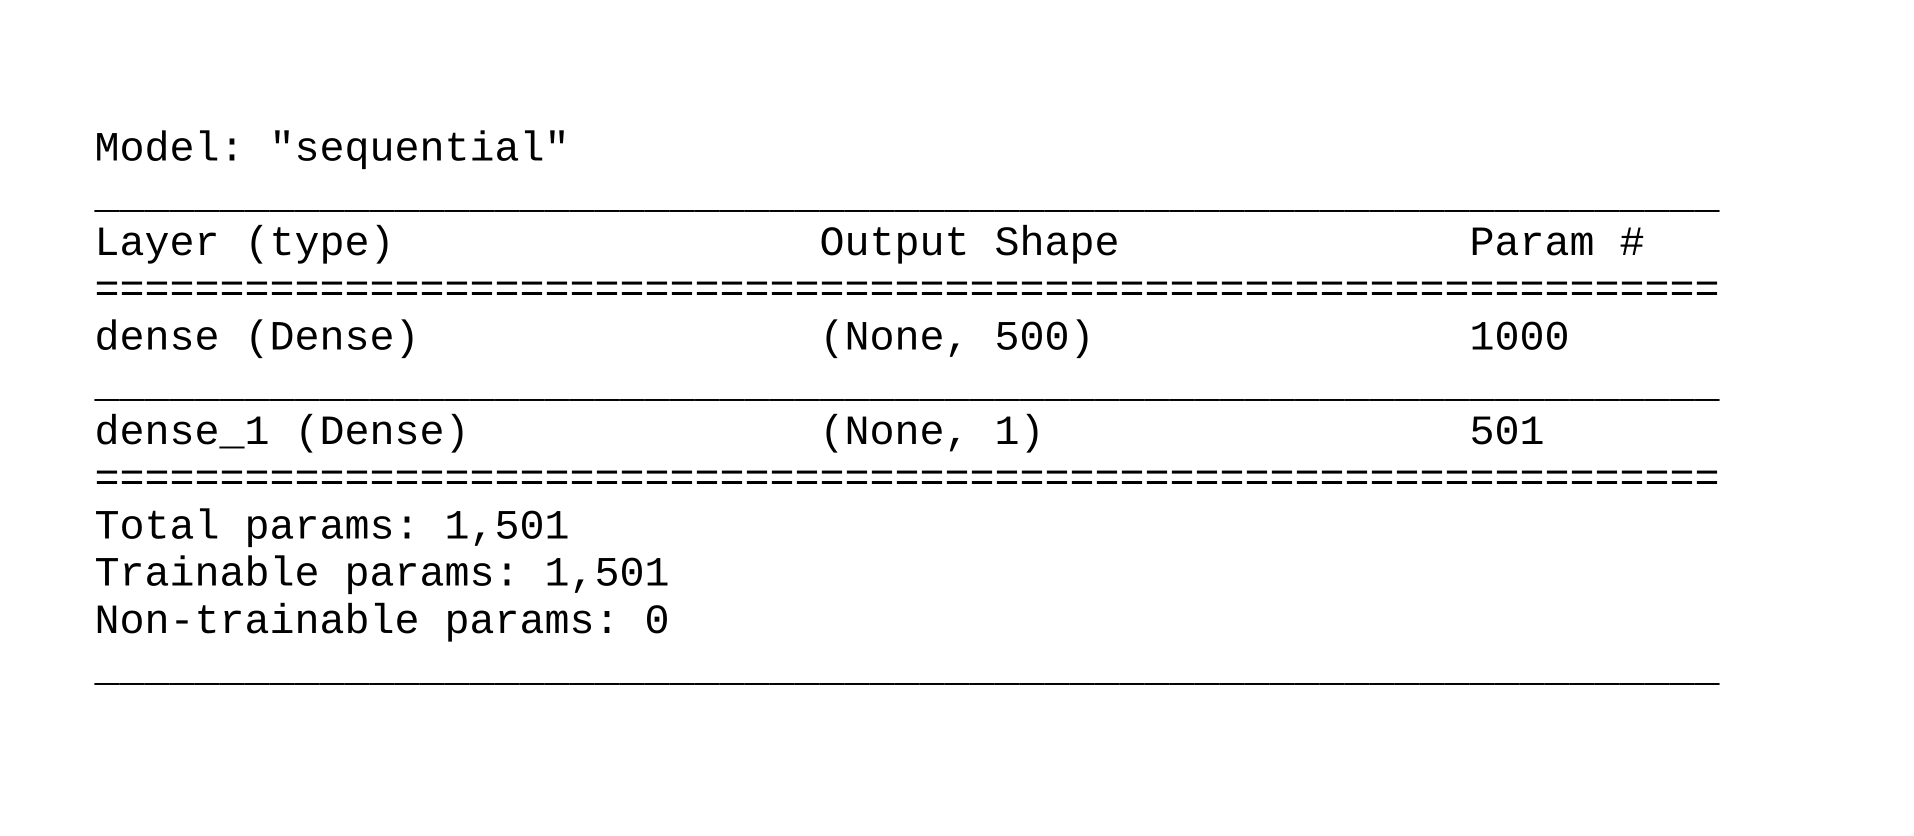 Model: "sequential"
_________________________________________________________________
Layer (type)                 Output Shape              Param #
=================================================================
dense (Dense)                (None, 500)               1000
_________________________________________________________________
dense_1 (Dense)              (None, 1)                 501
=================================================================
Total params: 1,501
Trainable params: 1,501
Non-trainable params: 0
_________________________________________________________________